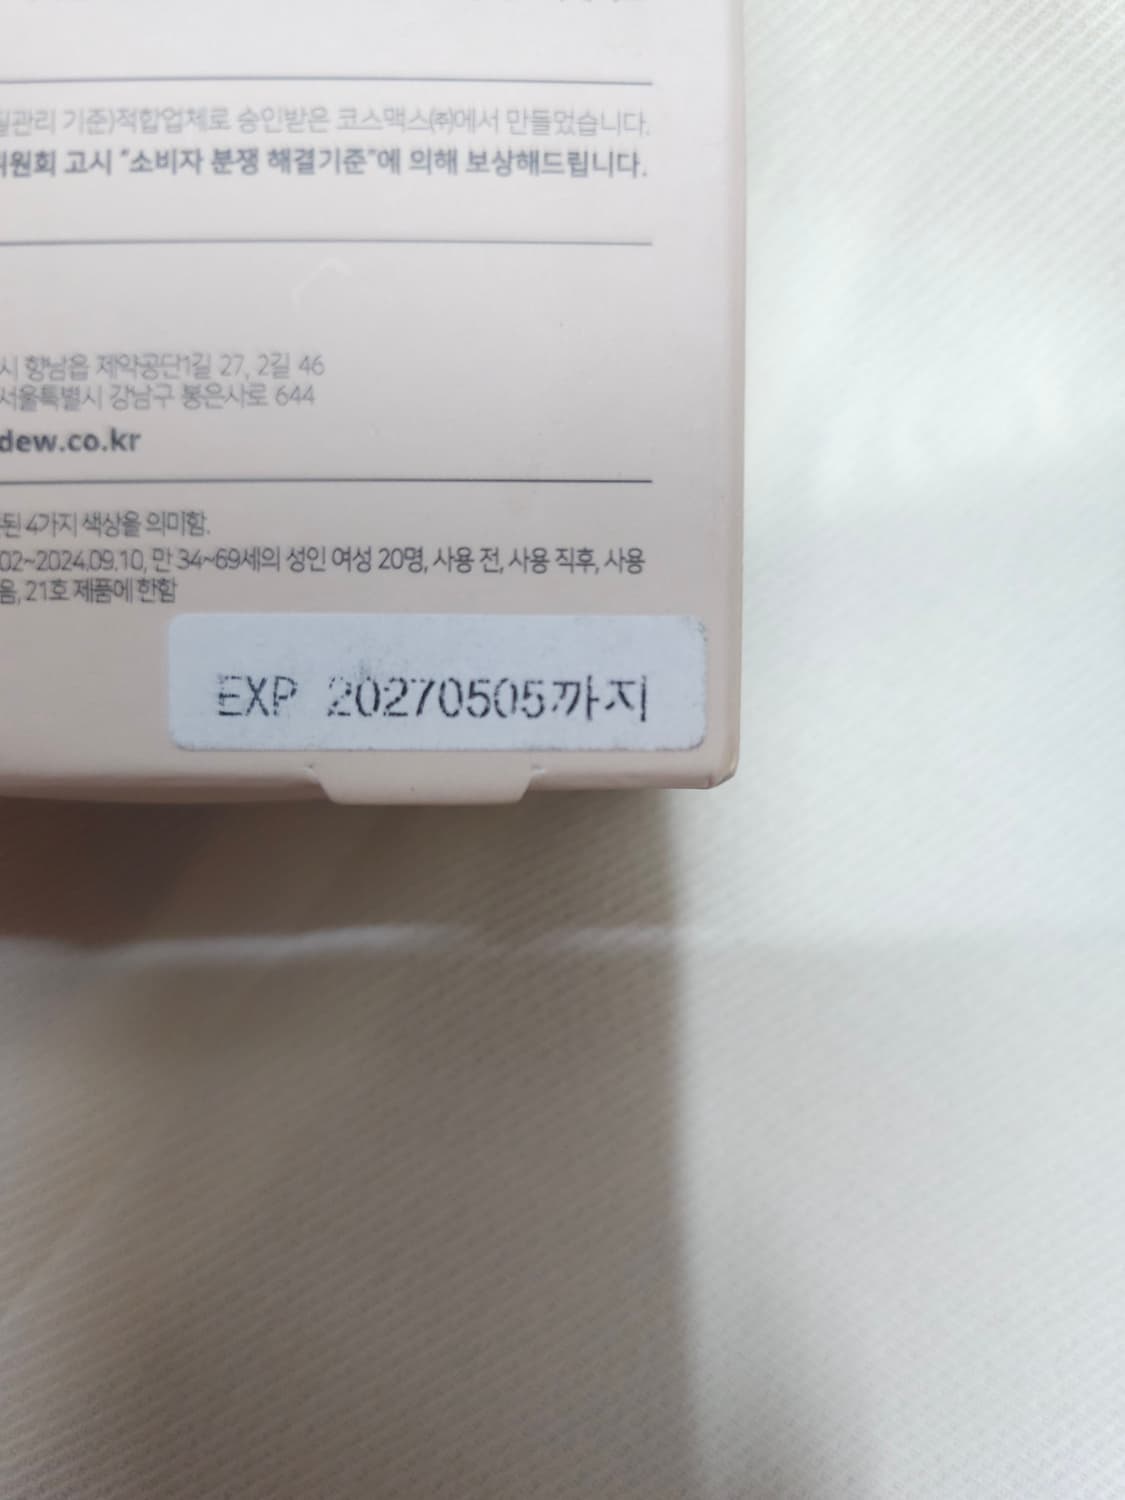 기준)적합업체로 승인받은 코스맥스㈜에서 만들었습니다.
고시 "소비자 분쟁 해결기준"에 의해 보상해드립니다.
시 향남읍 제약공단1길 27, 2길 46
서울특별시 강남구 봉은사로 644
dew.co.kr
된 4가지 색상을 의미함.
02~2024.09.10, 만 34~69세의 성인 여성 20명, 사용 전, 사용 직후, 사용
음, 21호 제품에 한함
EXP 20270505까지